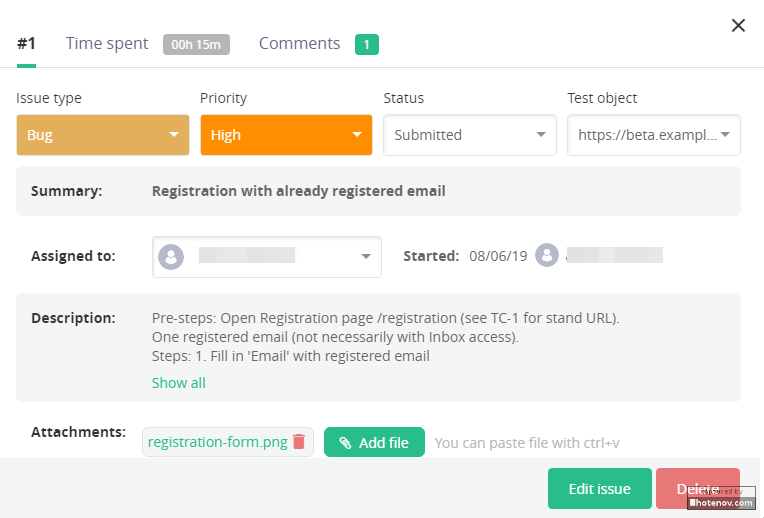 #1 Time spent 00h 15m Comments 1
Issue type Priority Status Test object
Bug High Submitted https://beta.exampl...
Summary: Registration with already registered email
Assigned to: Started: 08/06/19
Description: Pre-steps: Open Registration page /registration (see TC-1 for stand URL).
One registered email (not necessarily with Inbox access).
Steps: 1. Fill in 'Email' with registered email
Show all
Attachments: registration-form.png Add file You can paste file with ctrl+v
Edit issue Delete
by
hotenov.com